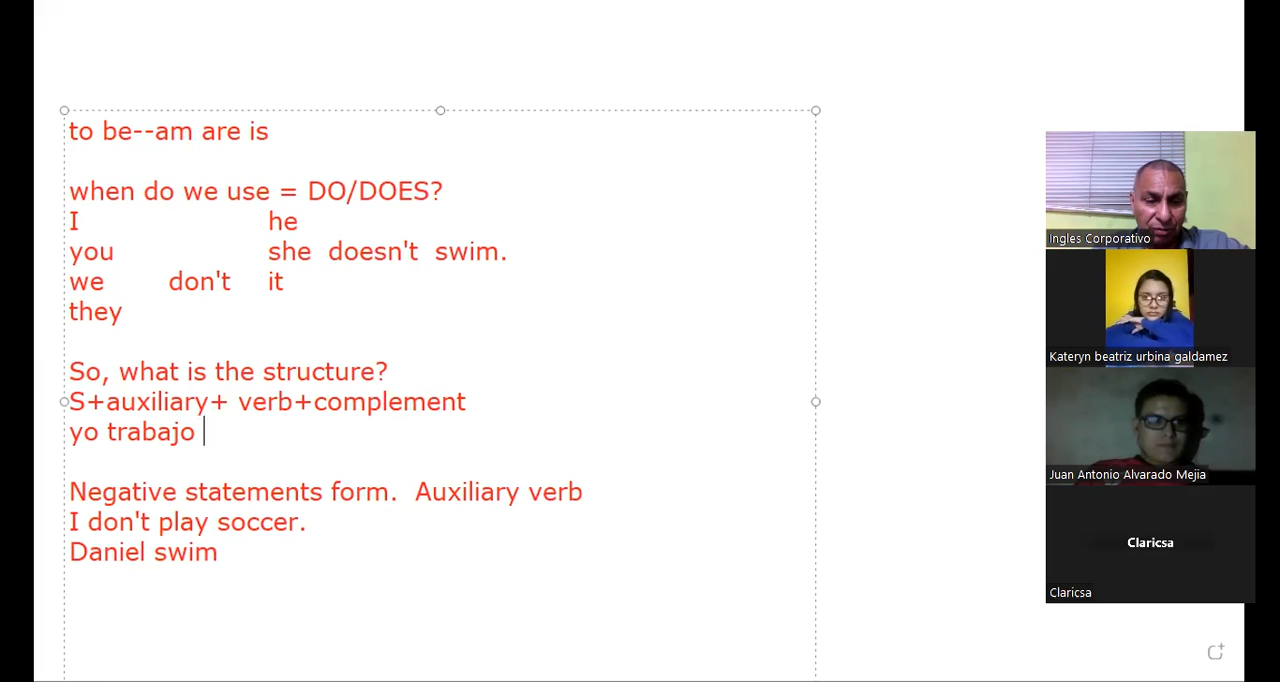 to be--am are is
when do we use = DO/DOES?
I he
you she doesn't swim.
we don't it
they
So, what is the structure?
S+auxiliary+ verb+complement
yo trabajo
Negative statements form. Auxiliary verb
I don't play soccer.
Daniel swim
Ingles Corporativo
Kateryn beatriz urbina galdamez
Juan Antonio Alvarado Mejia
Claricsa
Claricsa